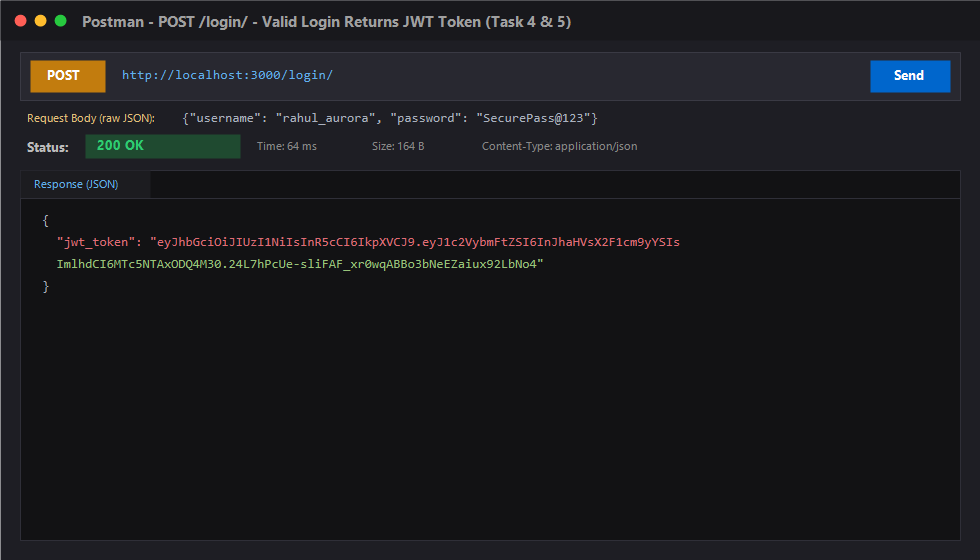 Postman - POST /login/ - Valid Login Returns JWT Token (Task 4 & 5)
POST http://localhost:3000/login/ Send
Request Body (raw JSON): {"username": "rahul_aurora", "password": "SecurePass@123"}
Status: 200 OK Time: 64 ms Size: 164 B Content-Type: application/json
Response (JSON)
{
"jwt_token": "eyJhbGciOiJIUzI1NiIsInR5cCI6IkpXVCJ9.eyJ1c2VybmFtZSI6InJhaHVsX2F1cm9yYSIs
ImlhdCI6MTc5NTAxODQ4M30.24L7hPcUe-sliFAF_xr0wqABBo3bNeEZaiux92LbNo4"
}